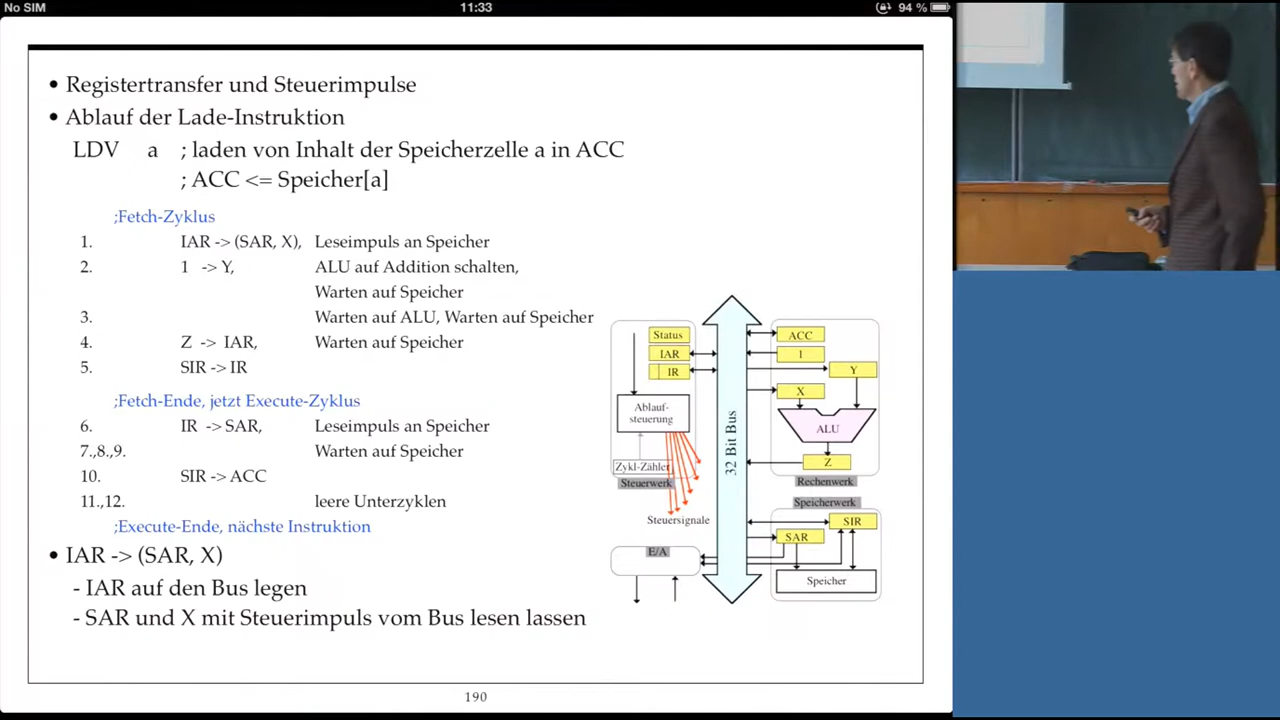 No SIM 11:33 94 %
• Registertransfer und Steuerimpulse
• Ablauf der Lade-Instruktion
LDV a ; laden von Inhalt der Speicherzelle a in ACC
; ACC <= Speicher[a]
;Fetch-Zyklus
1. IAR -> (SAR, X), Leseimpuls an Speicher
2. 1 -> Y, ALU auf Addition schalten,
Warten auf Speicher
3. Warten auf ALU, Warten auf Speicher
4. Z -> IAR, Warten auf Speicher
5. SIR -> IR
;Fetch-Ende, jetzt Execute-Zyklus
6. IR -> SAR, Leseimpuls an Speicher
7.,8.,9. Warten auf Speicher
10. SIR -> ACC
11.,12. leere Unterzyklen
;Execute-Ende, nächste Instruktion
• IAR -> (SAR, X)
- IAR auf den Bus legen
- SAR und X mit Steuerimpuls vom Bus lesen lassen
Status
IAR
IR
Ablauf-
steuerung
Zykl-Zähler
Steuerwerk
Steuersignale
E/A
32 Bit Bus
ACC
1
Y
X
ALU
Z
Rechenwerk
Speicherwerk
SIR
SAR
Speicher
190